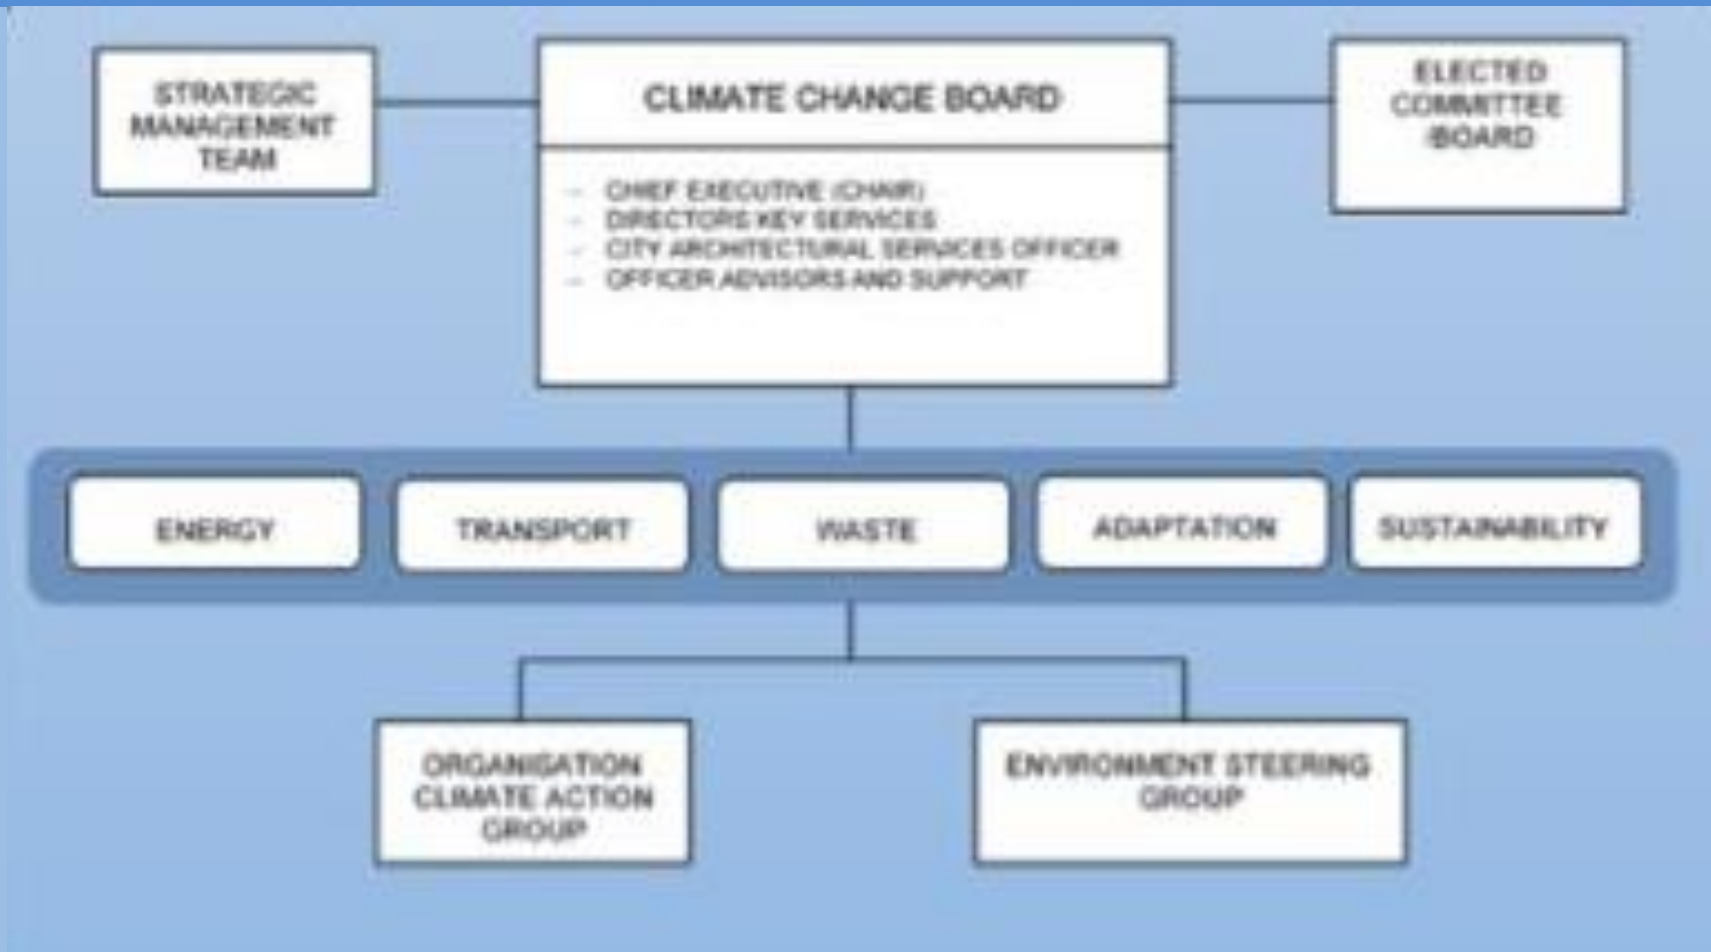 STRATEGIC
MANAGEMENT
TEAM
CLIMATE CHANGE BOARD
- CHIEF EXECUTIVE (CHAIR)
- DIRECTORS KEY SERVICES
- CITY ARCHITECTURAL SERVICES OFFICER
- OFFICER ADVISORS AND SUPPORT
ELECTED
COMMITTEE
/BOARD
ENERGY
TRANSPORT
WASTE
ADAPTATION
SUSTAINABILITY
ORGANISATION
CLIMATE ACTION
GROUP
ENVIRONMENT STEERING
GROUP